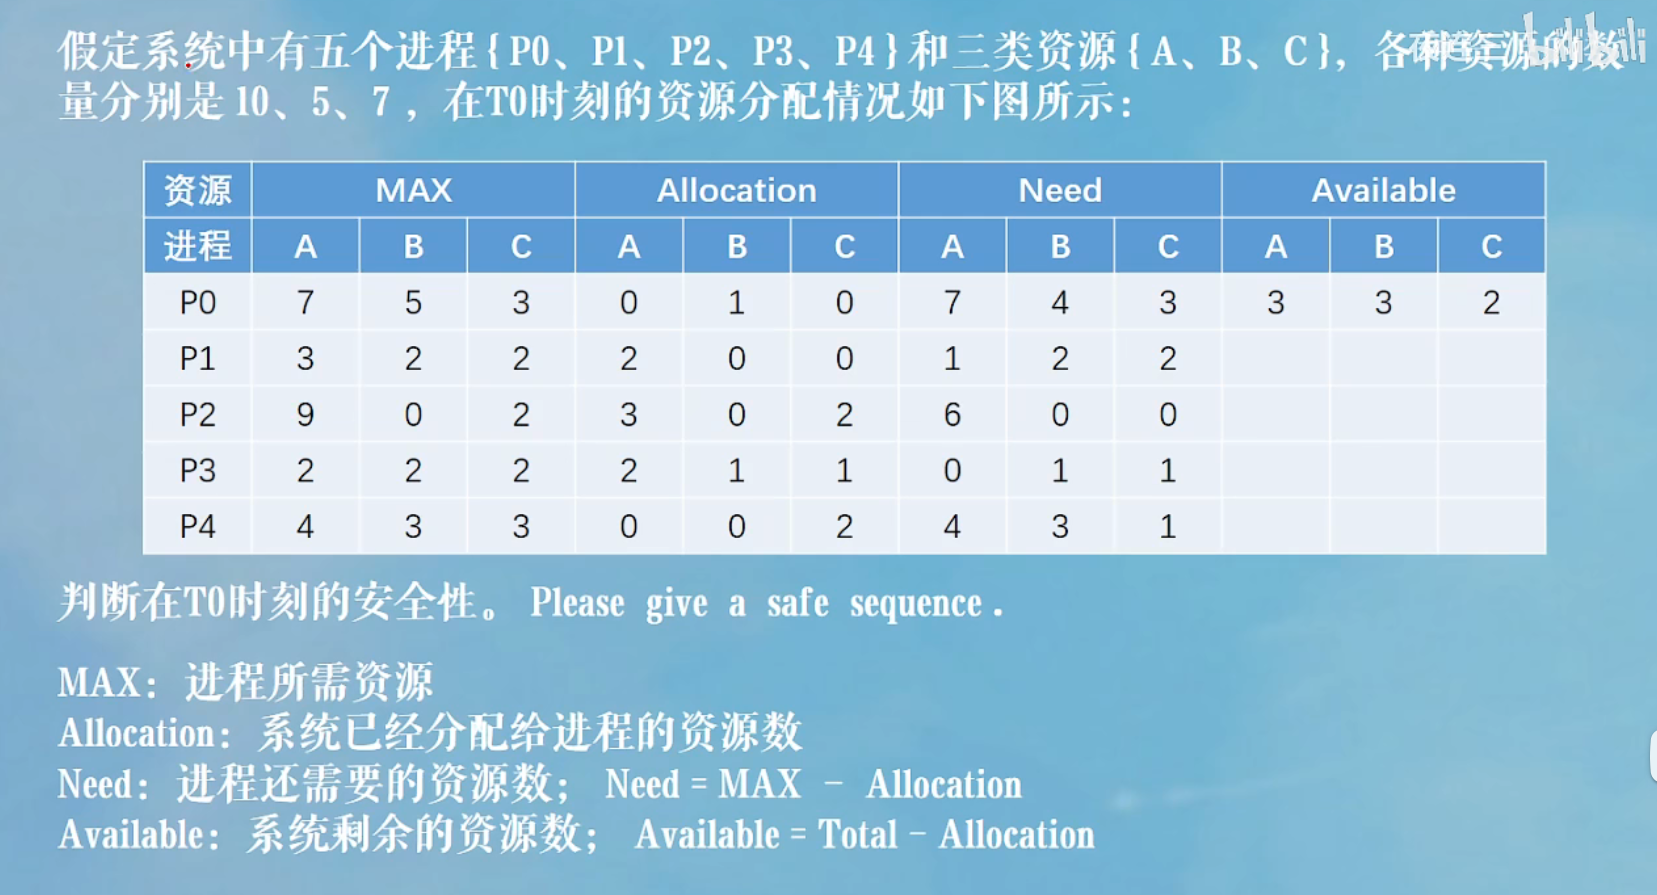 假定系统中有五个进程{P0、P1、P2、P3、P4}和三类资源{A、B、C}，各种资源的数
量分别是10、5、7，在T0时刻的资源分配情况如下图所示：
资源 MAX Allocation Need Available
进程 A B C A B C A B C A B C
P0 7 5 3 0 1 0 7 4 3 3 3 2
P1 3 2 2 2 0 0 1 2 2
P2 9 0 2 3 0 2 6 0 0
P3 2 2 2 2 1 1 0 1 1
P4 4 3 3 0 0 2 4 3 1
判断在T0时刻的安全性。 Please give a safe sequence.
MAX：进程所需资源
Allocation：系统已经分配给进程的资源数
Need：进程还需要的资源数； Need = MAX - Allocation
Available：系统剩余的资源数； Available = Total - Allocation
bilibili